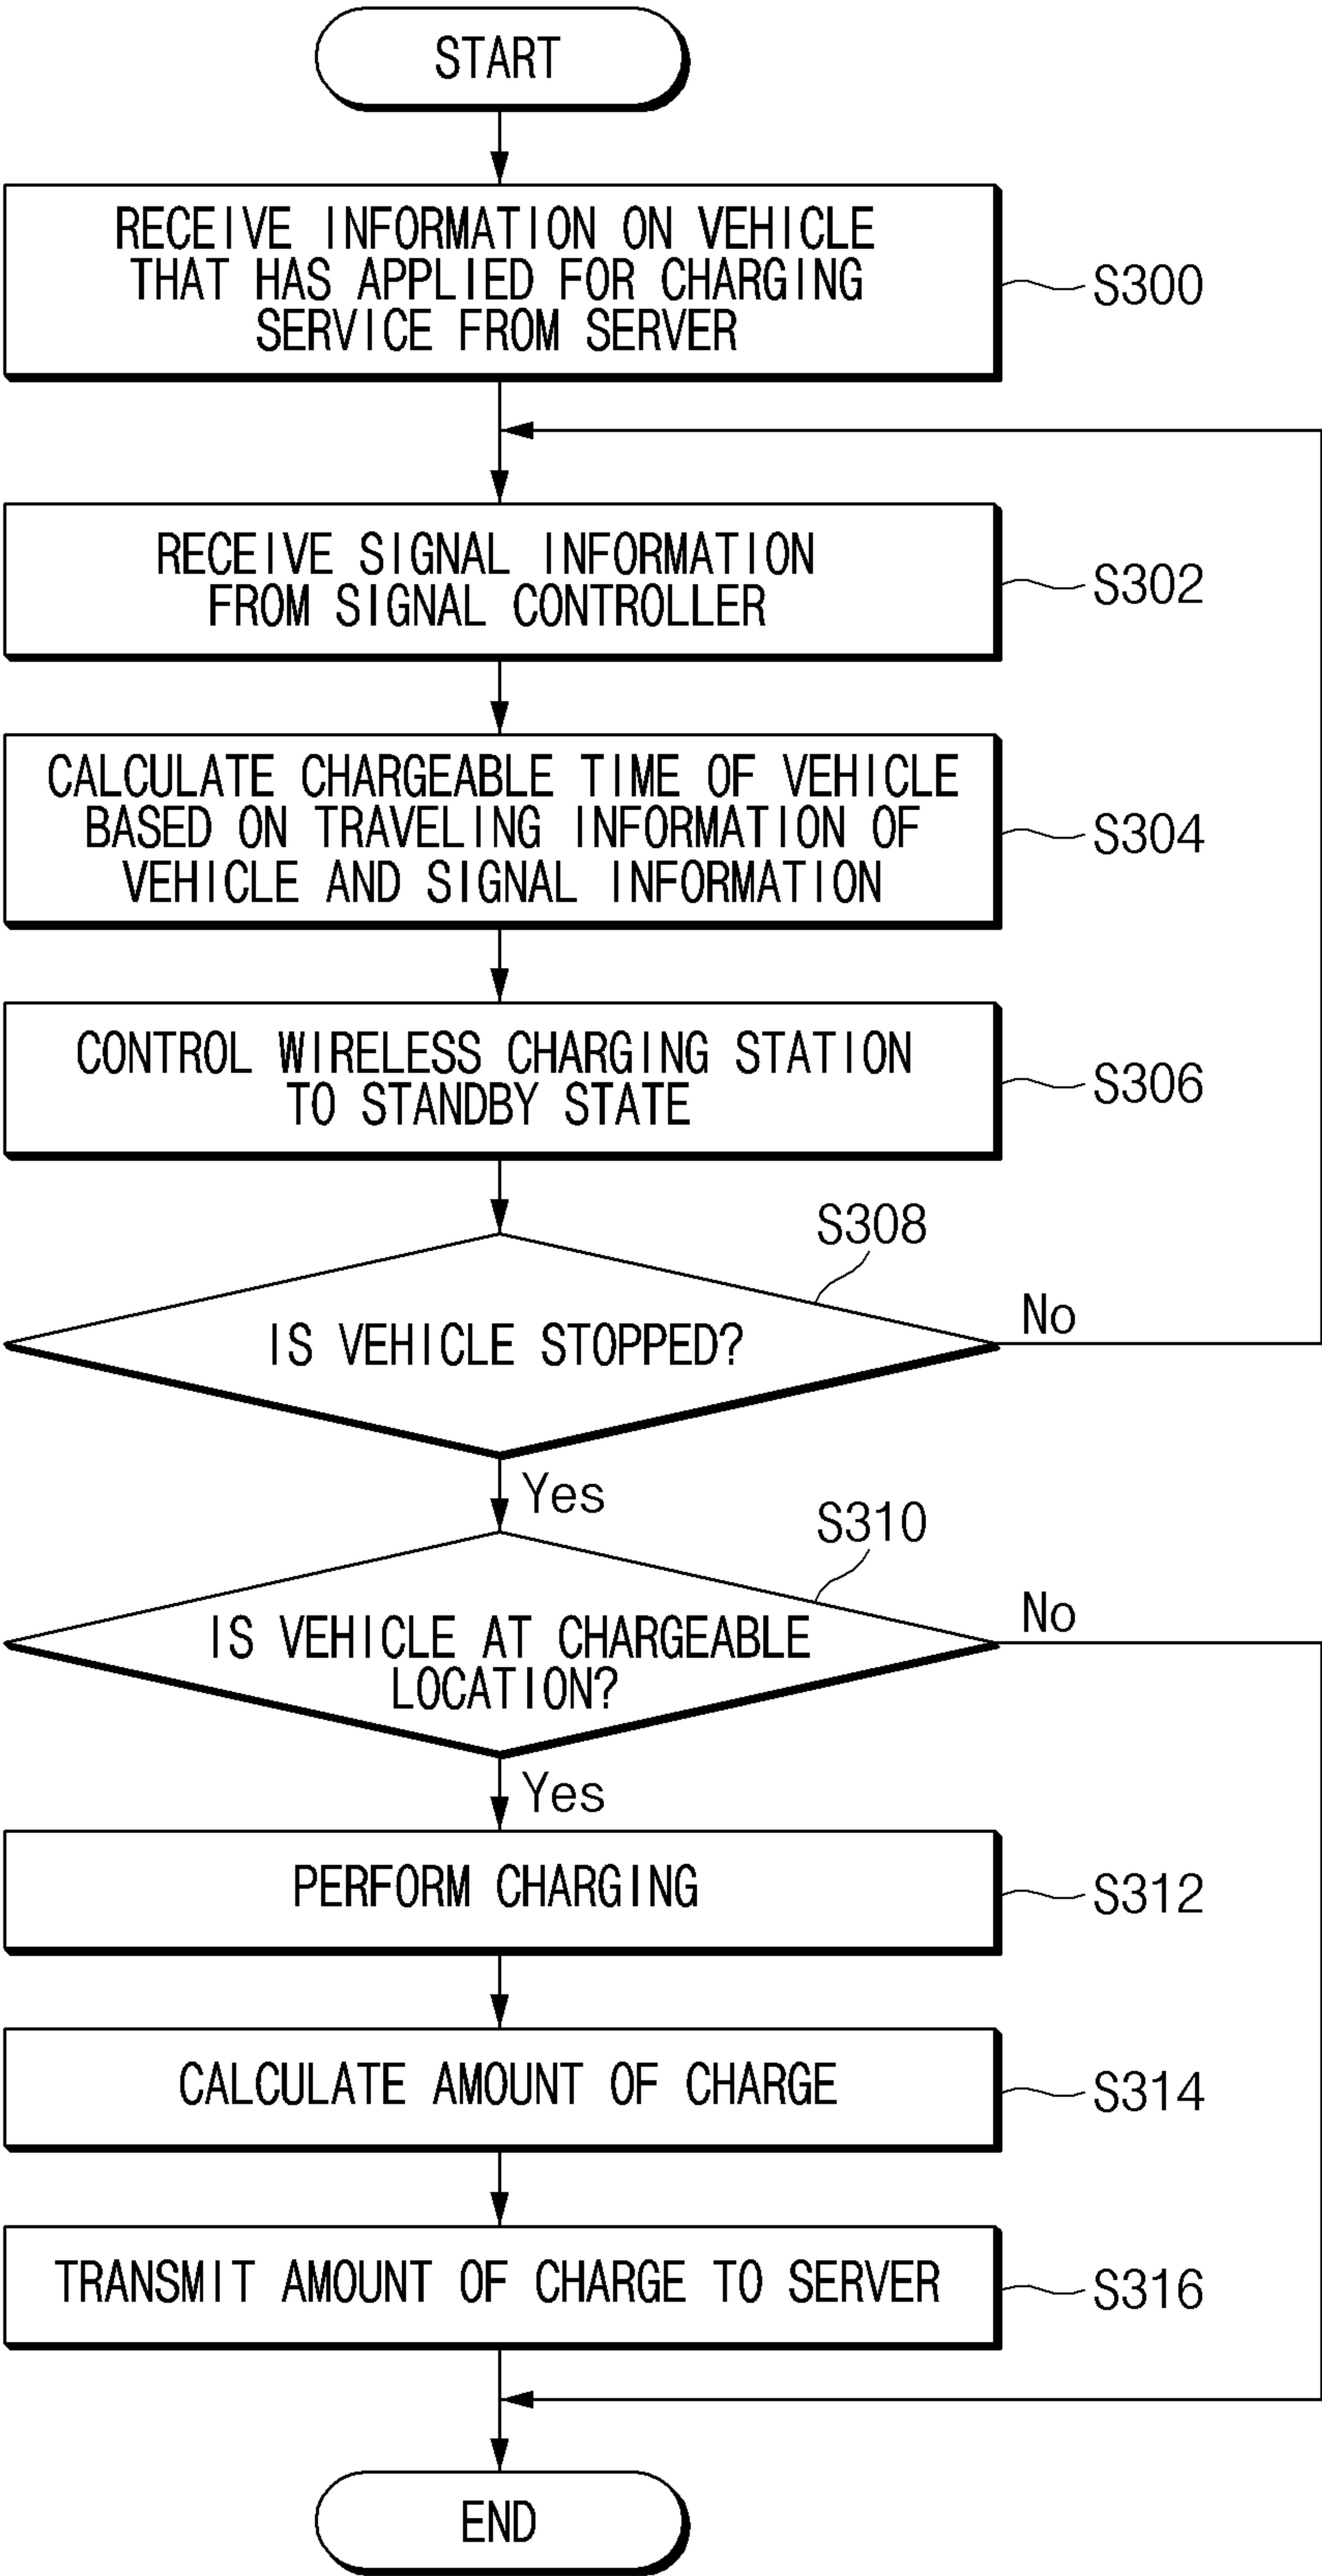 START
RECEIVE INFORMATION ON VEHICLE
THAT HAS APPLIED FOR CHARGING
SERVICE FROM SERVER
S300
RECEIVE SIGNAL INFORMATION
FROM SIGNAL CONTROLLER
S302
CALCULATE CHARGEABLE TIME OF VEHICLE
BASED ON TRAVELING INFORMATION OF
VEHICLE AND SIGNAL INFORMATION
S304
CONTROL WIRELESS CHARGING STATION
TO STANDBY STATE
S306
S308
IS VEHICLE STOPPED?
No
Yes
S310
IS VEHICLE AT CHARGEABLE
LOCATION?
No
Yes
PERFORM CHARGING
S312
CALCULATE AMOUNT OF CHARGE
S314
TRANSMIT AMOUNT OF CHARGE TO SERVER
S316
END